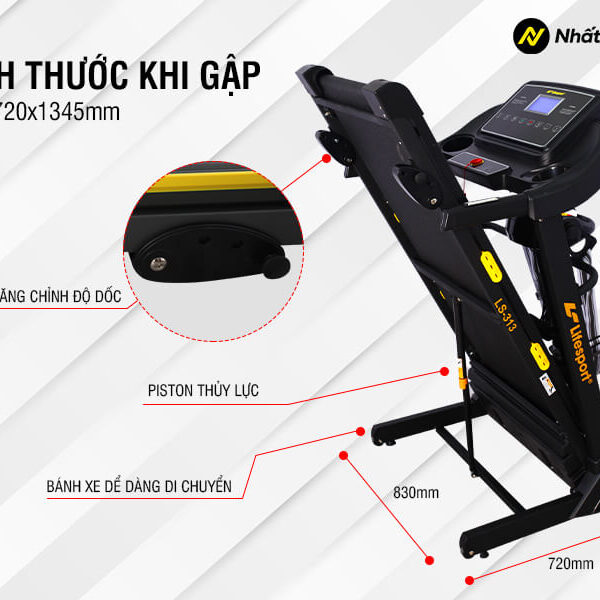 Nhất
H THƯỚC KHI GẬP
720x1345mm
ĂNG CHỈNH ĐỘ DỐC
PISTON THỦY LỰC
BÁNH XE DỂ DÀNG DI CHUYỂN
830mm
720mm
LS-313
Lifesport®